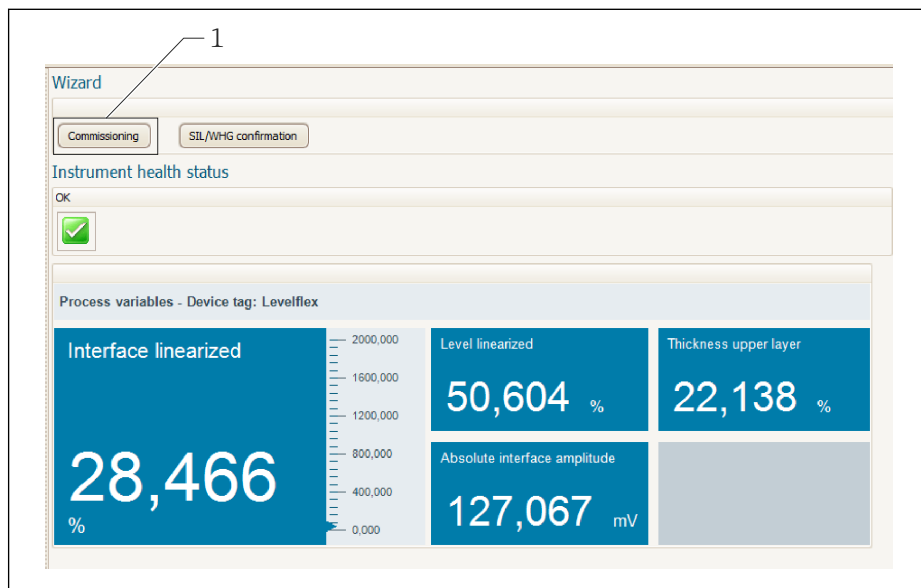 1
Wizard
Commissioning
SIL/WHG confirmation
Instrument health status
OK
Process variables - Device tag: Levelflex
Interface linearized
28,466
%
2000,000
1600,000
1200,000
800,000
400,000
0,000
Level linearized
50,604 %
Thickness upper layer
22,138 %
Absolute interface amplitude
127,067 mV